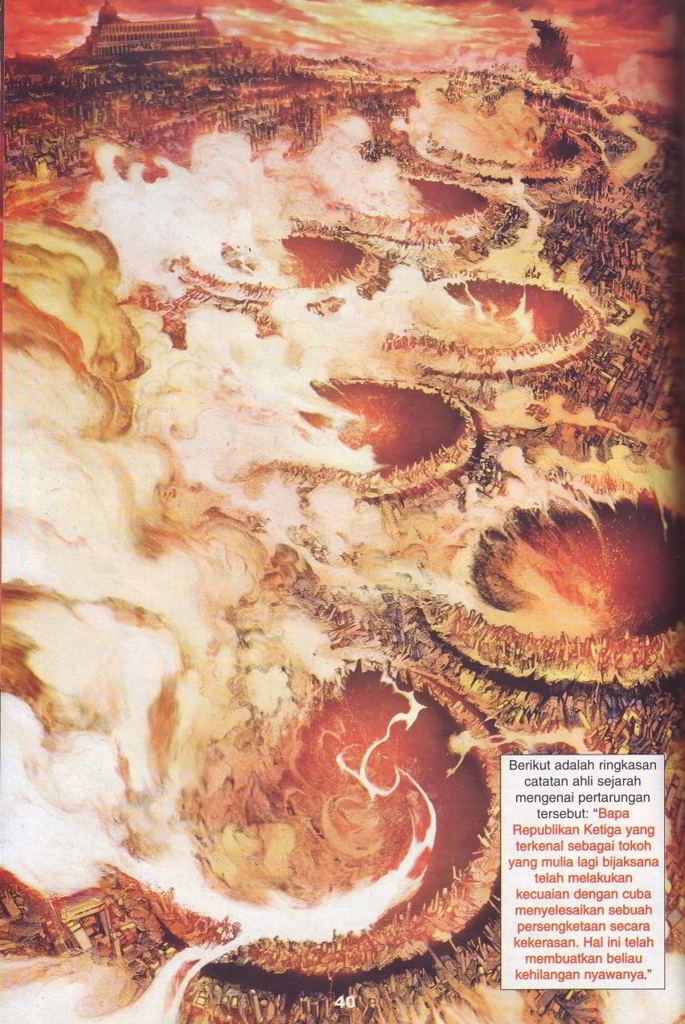 Berikut adalah ringkasan
catatan ahli sejarah
mengenai pertarungan
tersebut: “Bapa
Republikan Ketiga yang
terkenal sebagai tokoh
yang mulia lagi bijaksana
telah melakukan
kecuaian dengan cuba
menyelesaikan sebuah
persengketaan secara
kekerasan. Hal ini telah
membuatkan beliau
kehilangan nyawanya.”
40